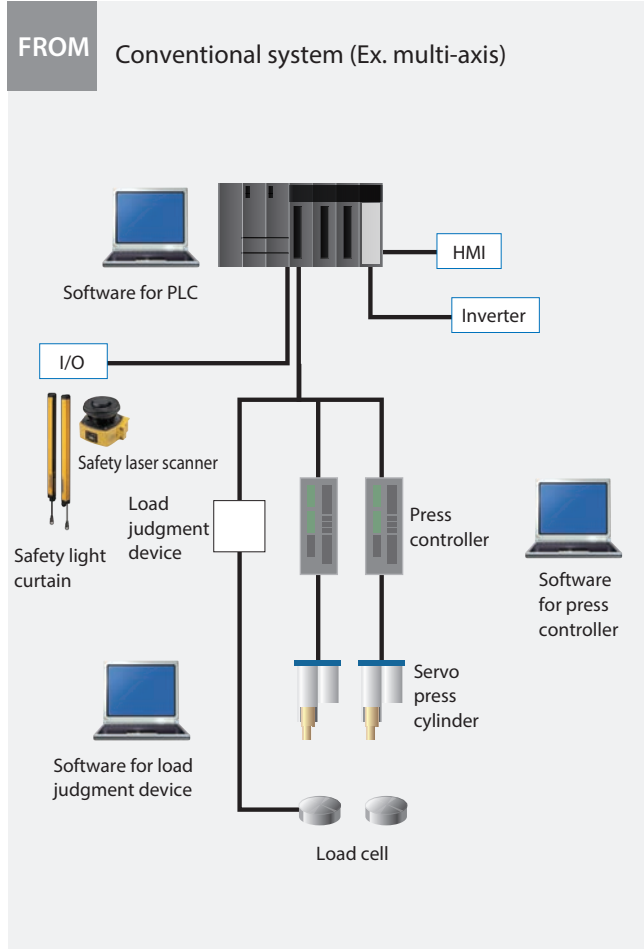 FROM
Conventional system (Ex. multi-axis)
Software for PLC
HMI
Inverter
I/O
Safety laser scanner
Safety light
curtain
Load
judgment
device
Press
controller
Software
for press
controller
Servo
press
cylinder
Software for load
judgment device
Load cell